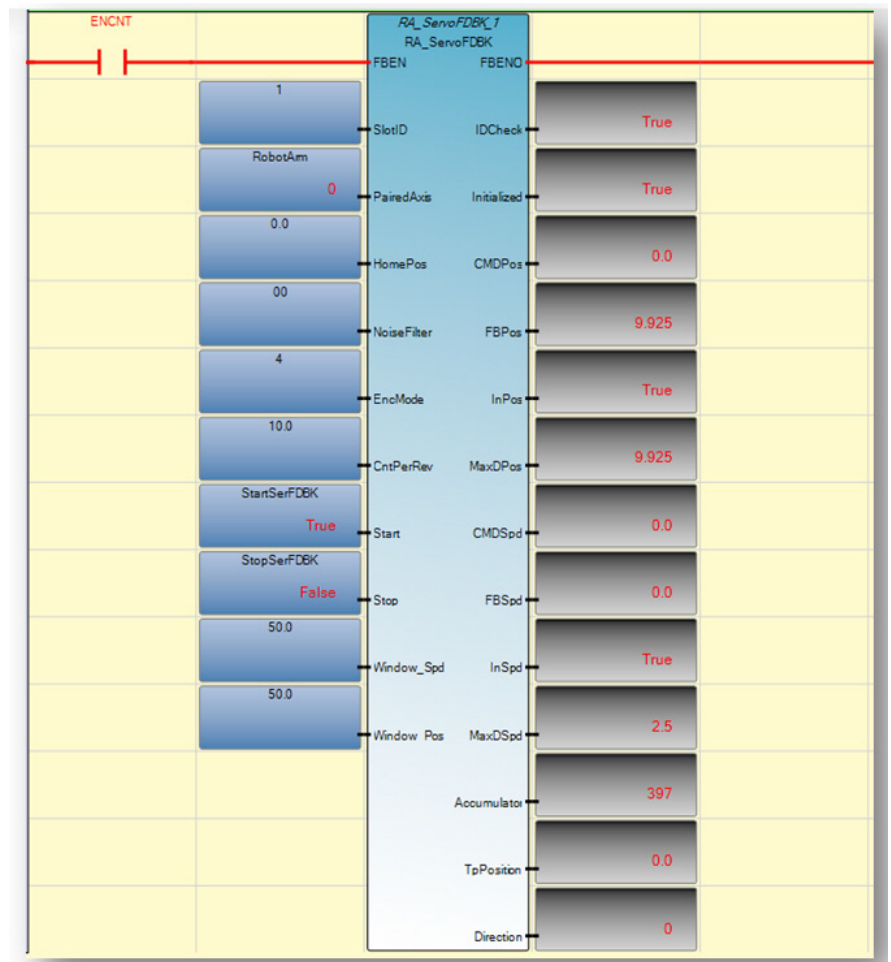 ENCNT
RA_ServoFDBK_1
RA_ServoFDBK
FBEN FBENO
1
SlotID IDCheck True
RobotArm
0 PairedAxis Initialized True
0.0
HomePos CMDPos 0.0
00
NoiseFilter FBPos 9.925
4
EncMode InPos True
10.0
CntPerRev MaxDPos 9.925
StartSerFDBK
True Start CMDSpd 0.0
StopSerFDBK
False Stop FBSpd 0.0
50.0
Window_Spd InSpd True
50.0
Window Pos MaxDSpd 2.5
Accumulator 397
TpPosition 0.0
Direction 0